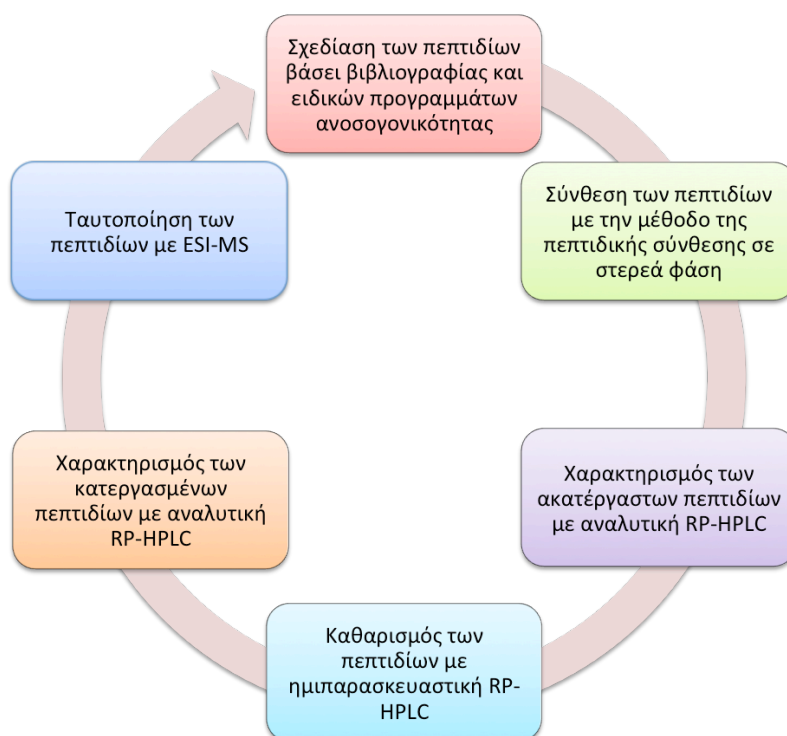 Σχεδίαση των πεπτιδίων
βάσει βιβλιογραφίας και
ειδικών προγραμμάτων
ανοσογονικότητας
Σύνθεση των πεπτιδίων
με την μέθοδο της
πεπτιδικής σύνθεσης σε
στερεά φάση
Χαρακτηρισμός των
ακατέργαστων πεπτιδίων
με αναλυτική RP-HPLC
Καθαρισμός των
πεπτιδίων με
ημιπαρασκευαστική RP-
HPLC
Χαρακτηρισμός των
κατεργασμένων
πεπτιδίων με αναλυτική
RP-HPLC
Ταυτοποίηση των
πεπτιδίων με ESI-MS